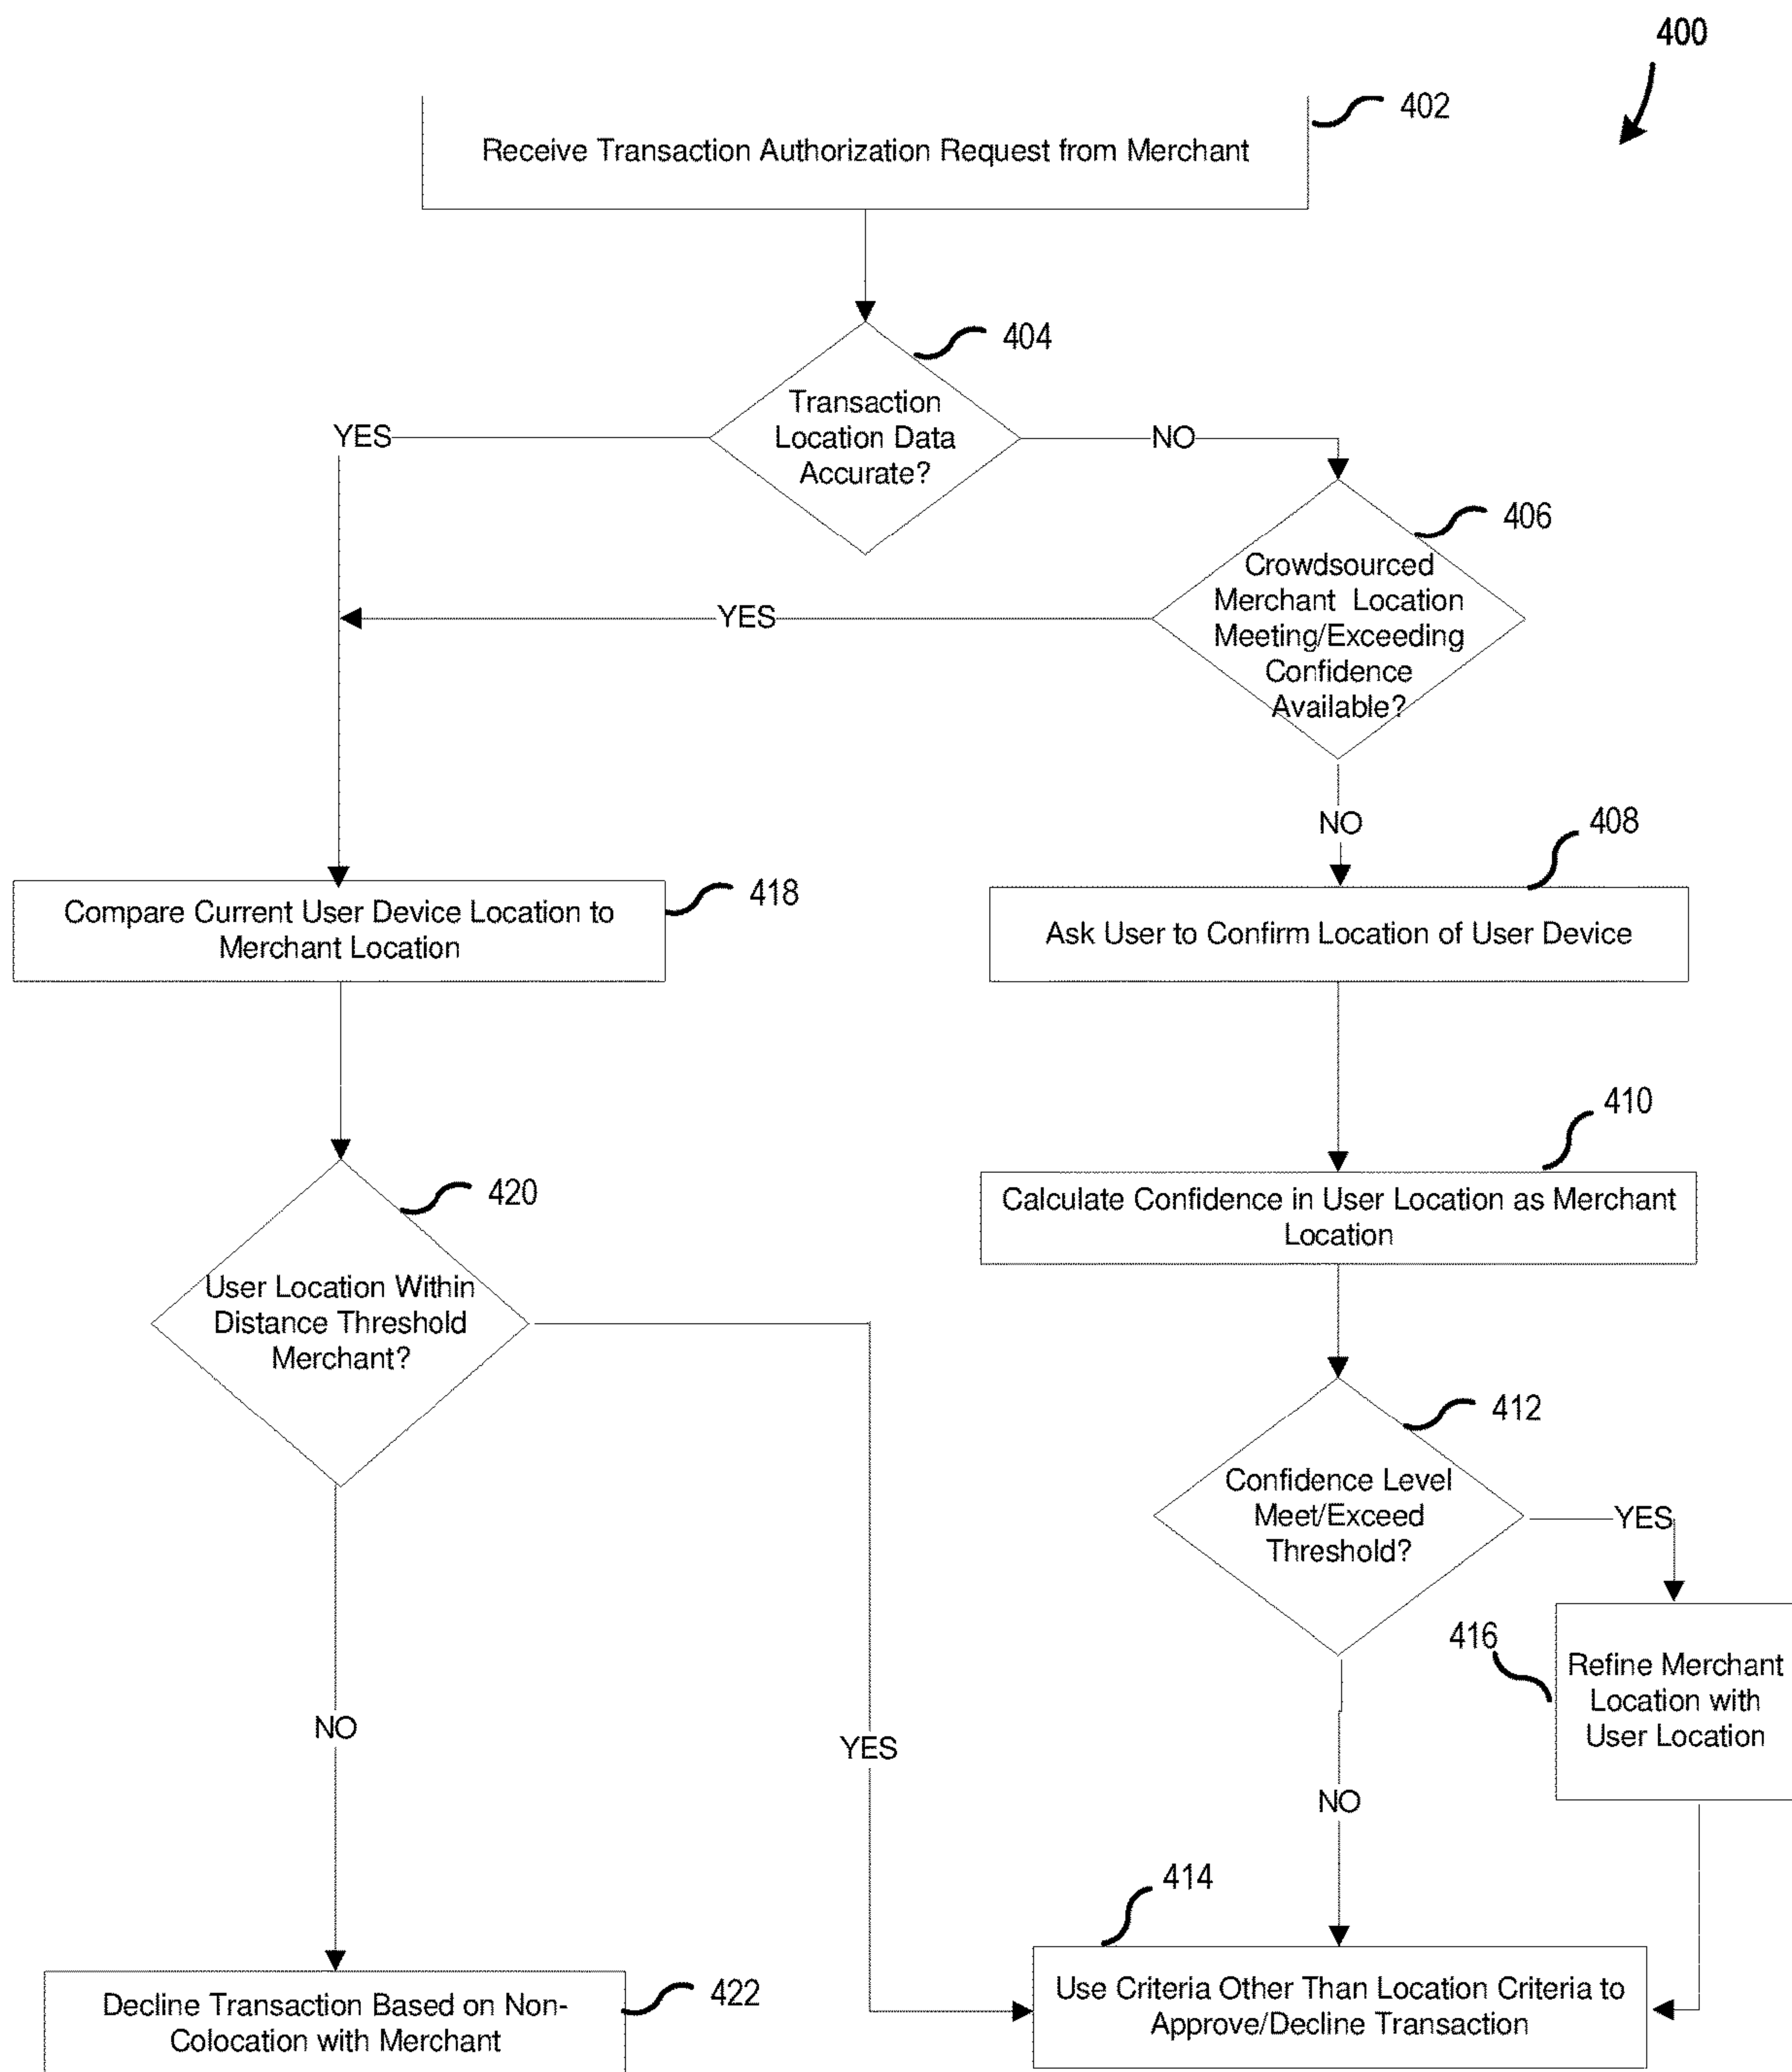 400
402
Receive Transaction Authorization Request from Merchant
404
Transaction
Location Data
Accurate?
YES
NO
406
Crowdsourced
Merchant Location
Meeting/Exceeding
Confidence
Available?
YES
NO
408
418
Compare Current User Device Location to
Merchant Location
Ask User to Confirm Location of User Device
410
420
Calculate Confidence in User Location as Merchant
Location
User Location Within
Distance Threshold
Merchant?
412
Confidence Level
Meet/Exceed
Threshold?
YES
416
Refine Merchant
Location with
User Location
NO
YES
NO
414
422
Decline Transaction Based on Non-
Colocation with Merchant
Use Criteria Other Than Location Criteria to
Approve/Decline Transaction